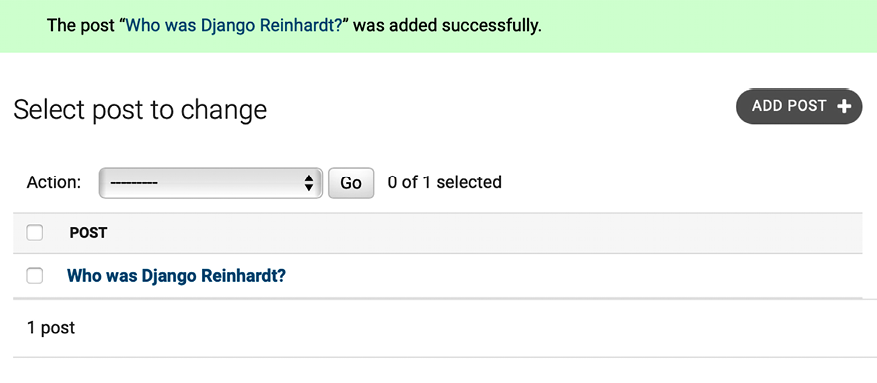 The post “Who was Django Reinhardt?” was added successfully.
Select post to change
ADD POST +
Action: --------- Go 0 of 1 selected
POST
Who was Django Reinhardt?
1 post